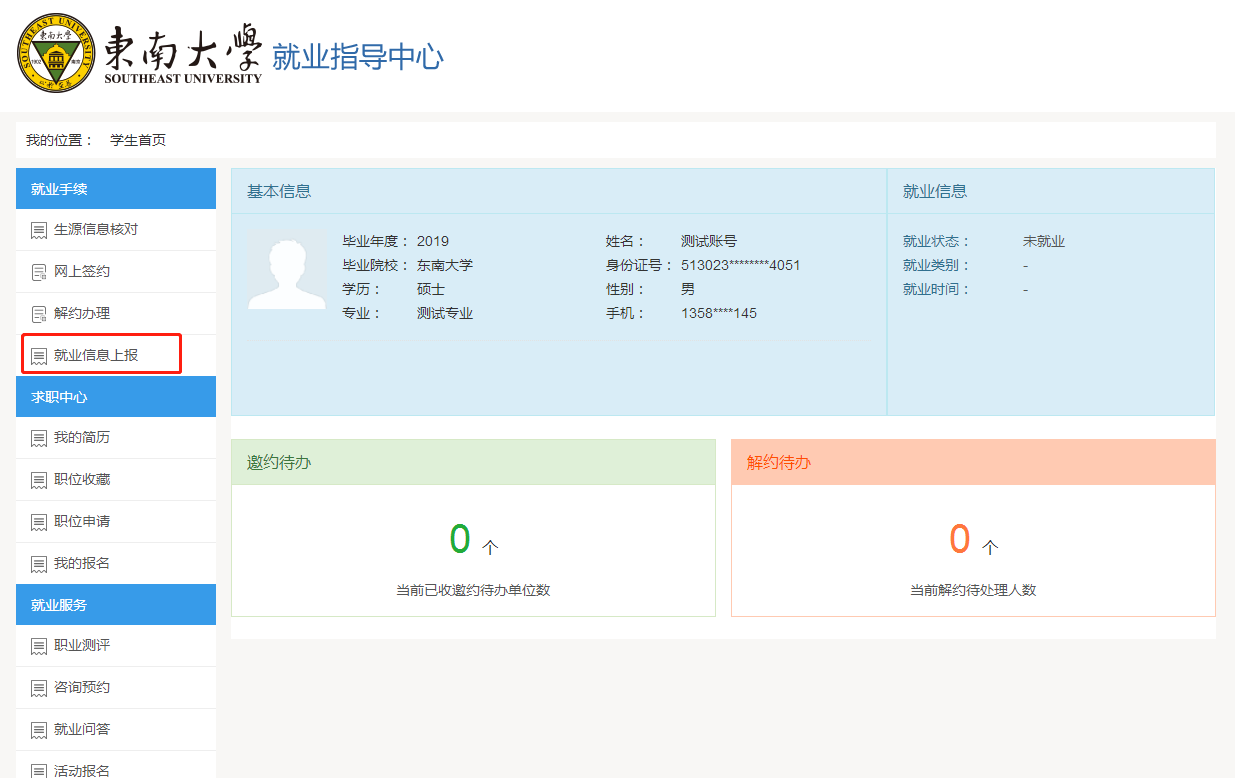 東南大學
SOUTHEAST UNIVERSITY
就业指导中心
我的位置： 学生首页
就业手续
生源信息核对
网上签约
解约办理
就业信息上报
求职中心
我的简历
职位收藏
职位申请
我的报名
就业服务
职业测评
咨询预约
就业问答
活动报名
基本信息
毕业年度： 2019
毕业院校： 东南大学
学历： 硕士
专业： 测试专业
姓名： 测试账号
身份证号： 513023********4051
性别： 男
手机： 1358****145
就业信息
就业状态： 未就业
就业类别： -
就业时间： -
邀约待办
0 个
当前已收邀约待办单位数
解约待办
0 个
当前解约待处理人数